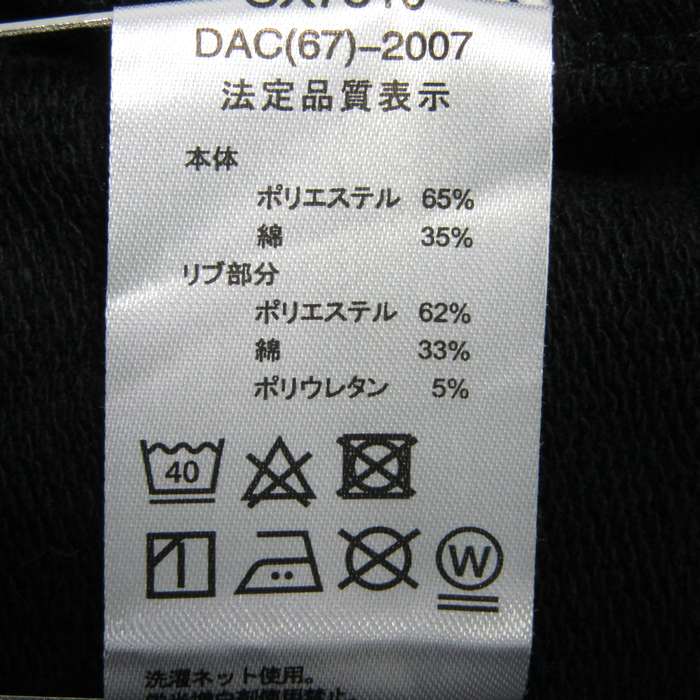 DAC(67)-2007
法定品質表示
本体
ポリエステル 65%
綿 35%
リブ部分
ポリエステル 62%
綿 33%
ポリウレタン 5%
40
W
洗濯ネット使用。